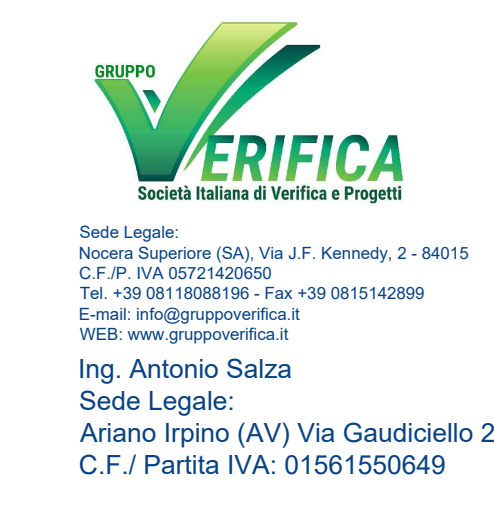 GRUPPO
VERIFICA
Società Italiana di Verifica e Progetti
Sede Legale:
Nocera Superiore (SA), Via J.F. Kennedy, 2 - 84015
C.F./P. IVA 05721420650
Tel. +39 08118088196 - Fax +39 0815142899
E-mail: info@gruppoverifica.it
WEB: www.gruppoverifica.it
Ing. Antonio Salza
Sede Legale:
Ariano Irpino (AV) Via Gaudiciello 2
C.F./ Partita IVA: 01561550649